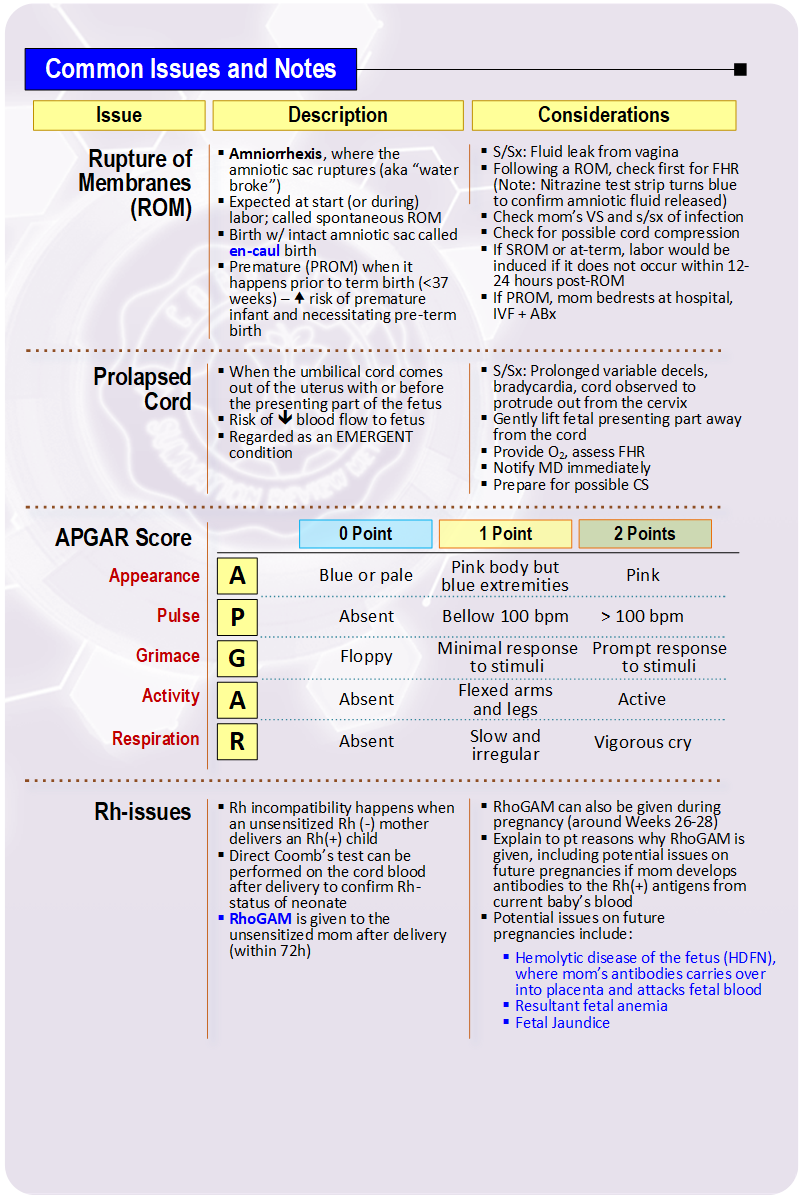 Common Issues and Notes
Issue
Description
Considerations
Rupture of
Membranes
(ROM)
▪ Amniorrhexis, where the
amniotic sac ruptures (aka “water
broke”)
▪ Expected at start (or during)
labor; called spontaneous ROM
▪ Birth w/ intact amniotic sac called
en-caul birth
▪ Premature (PROM) when it
happens prior to term birth (<37
weeks) – 🡹 risk of premature
infant and necessitating pre-term
birth
▪ S/Sx: Fluid leak from vagina
▪ Following a ROM, check first for FHR
(Note: Nitrazine test strip turns blue
to confirm amniotic fluid released)
▪ Check mom’s VS and s/sx of infection
▪ Check for possible cord compression
▪ If SROM or at-term, labor would be
induced if it does not occur within 12-
24 hours post-ROM
▪ If PROM, mom bedrests at hospital,
IVF + ABx
Prolapsed
Cord
▪ When the umbilical cord comes
out of the uterus with or before
the presenting part of the fetus
▪ Risk of 🡻 blood flow to fetus
▪ Regarded as an EMERGENT
condition
▪ S/Sx: Prolonged variable decels,
bradycardia, cord observed to
protrude out from the cervix
▪ Gently lift fetal presenting part away
from the cord
▪ Provide O₂, assess FHR
▪ Notify MD immediately
▪ Prepare for possible CS
APGAR Score
0 Point
1 Point
2 Points
Appearance
A
Blue or pale
Pink body but
blue extremities
Pink
Pulse
P
Absent
Bellow 100 bpm
> 100 bpm
Grimace
G
Floppy
Minimal response
to stimuli
Prompt response
to stimuli
Activity
A
Absent
Flexed arms
and legs
Active
Respiration
R
Absent
Slow and
irregular
Vigorous cry
Rh-issues
▪ Rh incompatibility happens when
an unsensitized Rh (-) mother
delivers an Rh(+) child
▪ Direct Coomb’s test can be
performed on the cord blood
after delivery to confirm Rh-
status of neonate
▪ RhoGAM is given to the
unsensitized mom after delivery
(within 72h)
▪ RhoGAM can also be given during
pregnancy (around Weeks 26-28)
▪ Explain to pt reasons why RhoGAM is
given, including potential issues on
future pregnancies if mom develops
antibodies to the Rh(+) antigens from
current baby’s blood
▪ Potential issues on future
pregnancies include:
▪ Hemolytic disease of the fetus (HDFN),
where mom’s antibodies carries over
into placenta and attacks fetal blood
▪ Resultant fetal anemia
▪ Fetal Jaundice